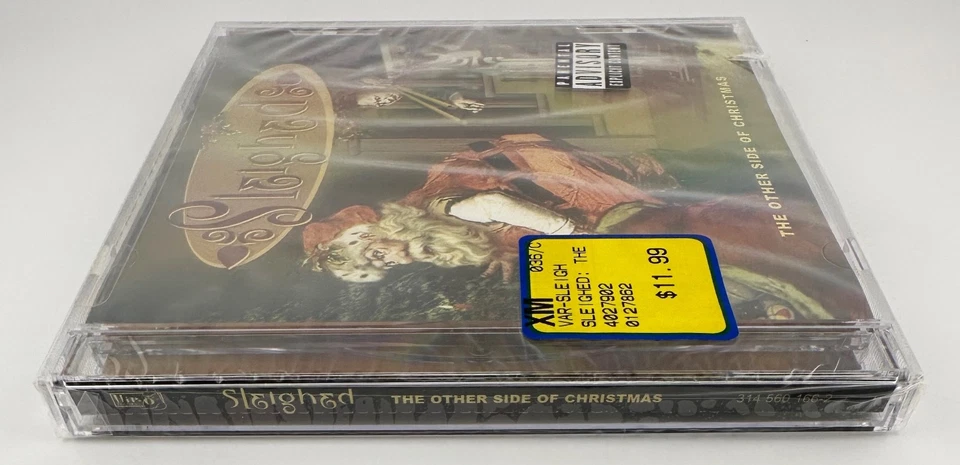 Sleighed
PARENTAL
ADVISORY
EXPLICIT CONTENT
THE OTHER SIDE OF CHRISTMAS
XM 0367/C
VAR-SLEIGH
SLEIGHED: THE
4027902
0127862
$11.99
Sleighed THE OTHER SIDE OF CHRISTMAS 314 560 166-2